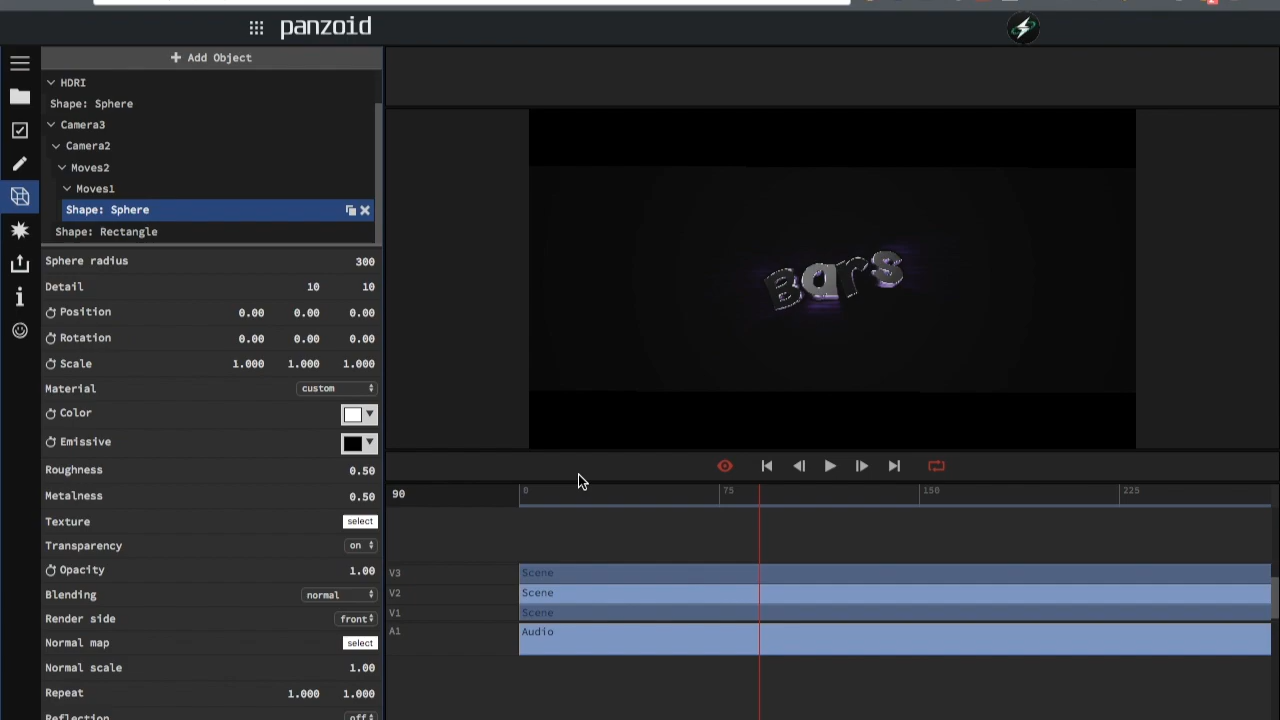 panzoid
+ Add Object
HDRI
Shape: Sphere
Camera3
Camera2
Moves2
Moves1
Shape: Sphere
Shape: Rectangle
Sphere radius 300
Detail 10 10
Position 0.00 0.00 0.00
Rotation 0.00 0.00 0.00
Scale 1.000 1.000 1.000
Material custom
Color
Emissive
Roughness 0.50
Metalness 0.50
Texture select
Transparency on
Opacity 1.00
Blending normal
Render side front
Normal map select
Normal scale 1.00
Repeat 1.000 1.000
Reflection off
Bars
90
0 75 150 225
V3 Scene
V2 Scene
V1 Scene
A1 Audio